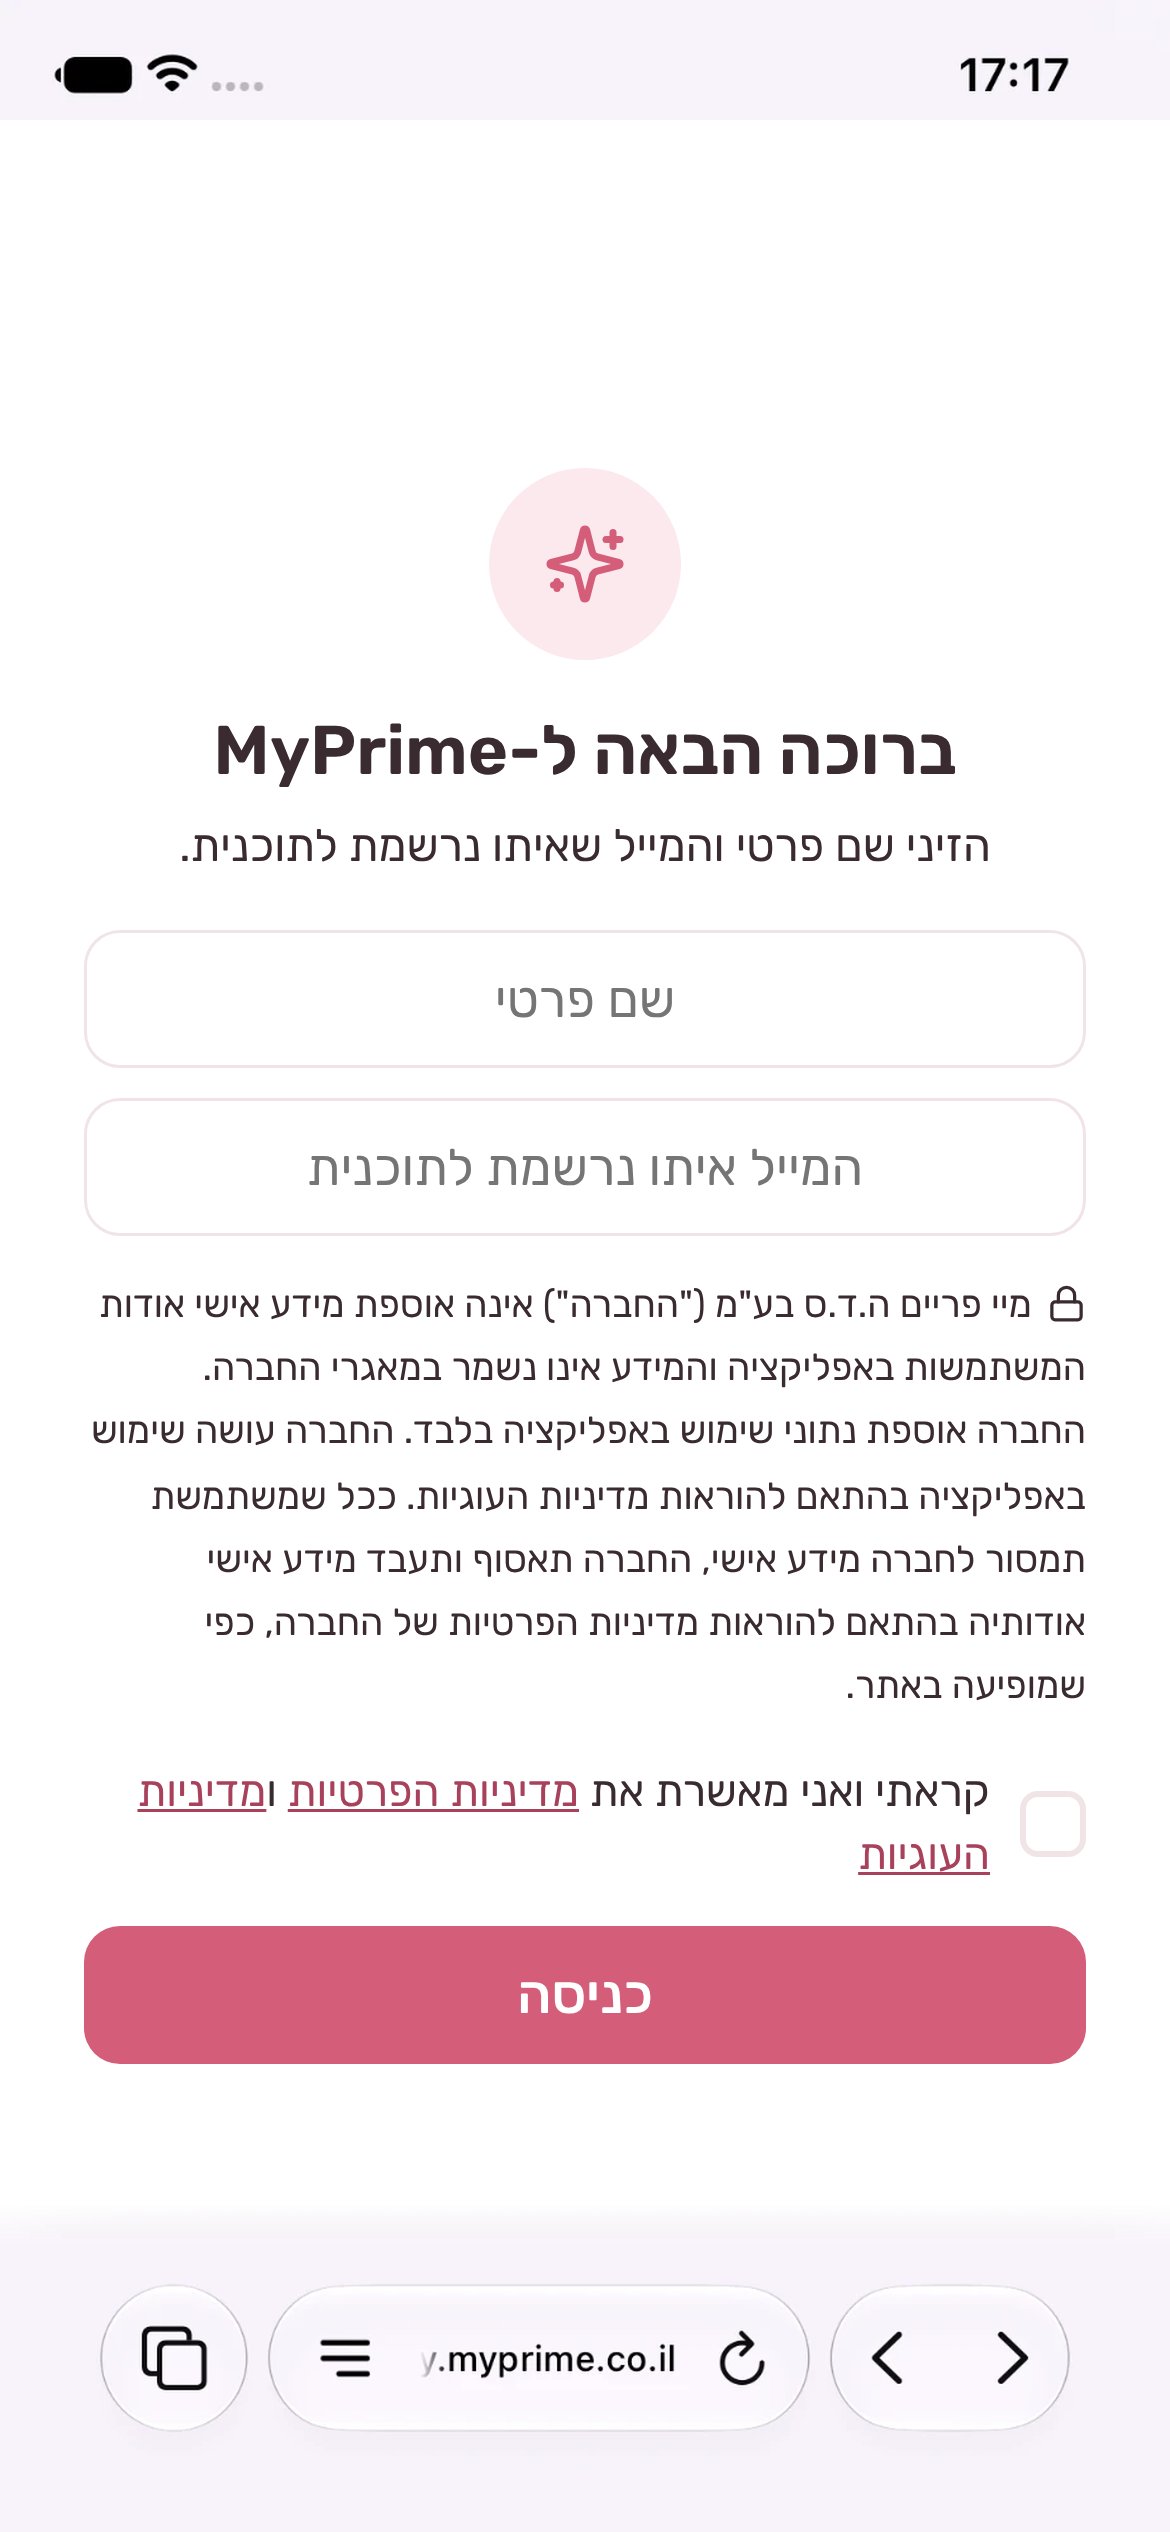 17:17
ברוכה הבאה ל-MyPrime
הזיני שם פרטי והמייל שאיתו נרשמת לתוכנית.
שם פרטי
המייל איתו נרשמת לתוכנית
מיי פריים ה.ד.ס בע"מ ("החברה") אינה אוספת מידע אישי אודות
המשתמשות באפליקציה והמידע אינו נשמר במאגרי החברה.
החברה אוספת נתוני שימוש באפליקציה בלבד. החברה עושה שימוש
באפליקציה בהתאם להוראות מדיניות העוגיות. ככל שמשתמשת
תמסור לחברה מידע אישי, החברה תאסוף ותעבד מידע אישי
אודותיה בהתאם להוראות מדיניות הפרטיות של החברה, כפי
שמופיעה באתר.
קראתי ואני מאשרת את מדיניות הפרטיות ומדיניות
העוגיות
כניסה
y.myprime.co.il